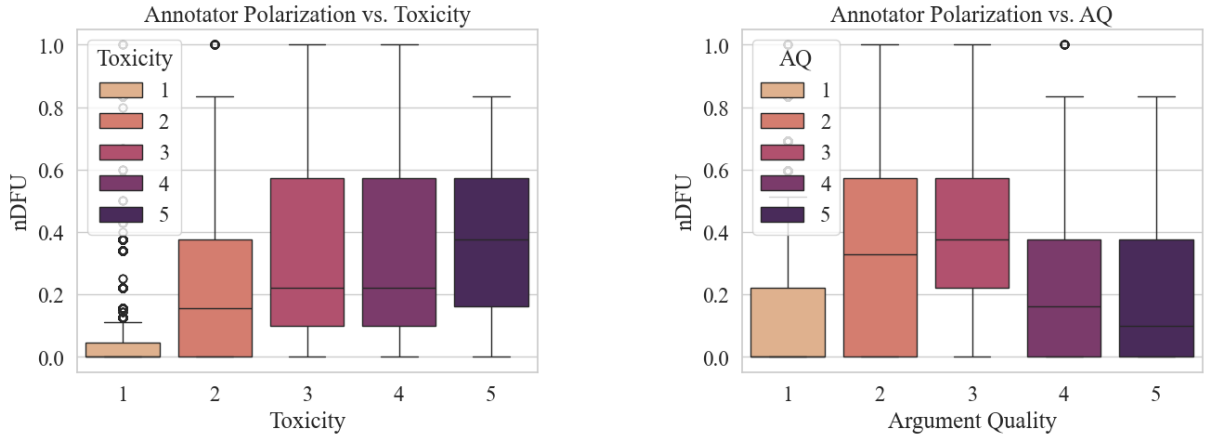 Annotator Polarization vs. Toxicity
nDFU
1.0
0.8
0.6
0.4
0.2
0.0
Toxicity
1
2
3
4
5
1 2 3 4 5
Toxicity
Annotator Polarization vs. AQ
nDFU
1.0
0.8
0.6
0.4
0.2
0.0
AQ
1
2
3
4
5
1 2 3 4 5
Argument Quality